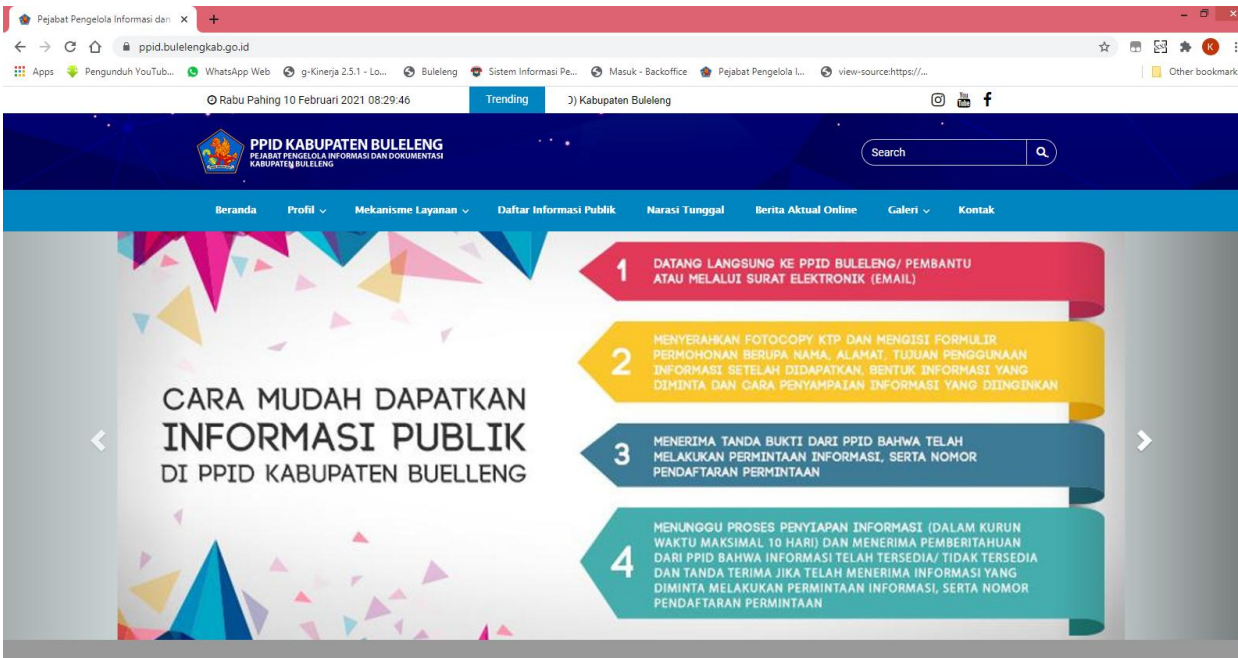 Pejabat Pengelola Informasi dan
ppid.bulelengkab.go.id
K
Apps Pengunduh YouTub... WhatsApp Web g-Kinerja 2.5.1 - Lo... Buleleng Sistem Informasi Pe... Masuk - Backoffice Pejabat Pengelola I... view-source:https://... Other bookmark
Rabu Pahing 10 Februari 2021 08:29:46 Trending D) Kabupaten Buleleng You Tube f
PPID KABUPATEN BULELENG
PEJABAT PENGELOLA INFORMASI DAN DOKUMENTASI
KABUPATEN BULELENG
Search
Beranda Profil Mekanisme Layanan Daftar Informasi Publik Narasi Tunggal Berita Aktual Online Galeri Kontak
CARA MUDAH DAPATKAN
INFORMASI PUBLIK
DI PPID KABUPATEN BUELLENG
1
DATANG LANGSUNG KE PPID BULELENG/ PEMBANTU
ATAU MELALUI SURAT ELEKTRONIK (EMAIL)
2
MENYERAHKAN FOTOCOPY KTP DAN MENGISI FORMULIR
PERMOHONAN BERUPA NAMA, ALAMAT, TUJUAN PENGGUNAAN
INFORMASI SETELAH DIDAPATKAN, BENTUK INFORMASI YANG
DIMINTA DAN CARA PENYAMPAIAN INFORMASI YANG DIINGINKAN
3
MENERIMA TANDA BUKTI DARI PPID BAHWA TELAH
MELAKUKAN PERMINTAAN INFORMASI, SERTA NOMOR
PENDAFTARAN PERMINTAAN
4
MENUNGGU PROSES PENYIAPAN INFORMASI (DALAM KURUN
WAKTU MAKSIMAL 10 HARI) DAN MENERIMA PEMBERITAHUAN
DARI PPID BAHWA INFORMASI TELAH TERSEDIA/ TIDAK TERSEDIA
DAN TANDA TERIMA JIKA TELAH MENERIMA INFORMASI YANG
DIMINTA MELAKUKAN PERMINTAAN INFORMASI, SERTA NOMOR
PENDAFTARAN PERMINTAAN